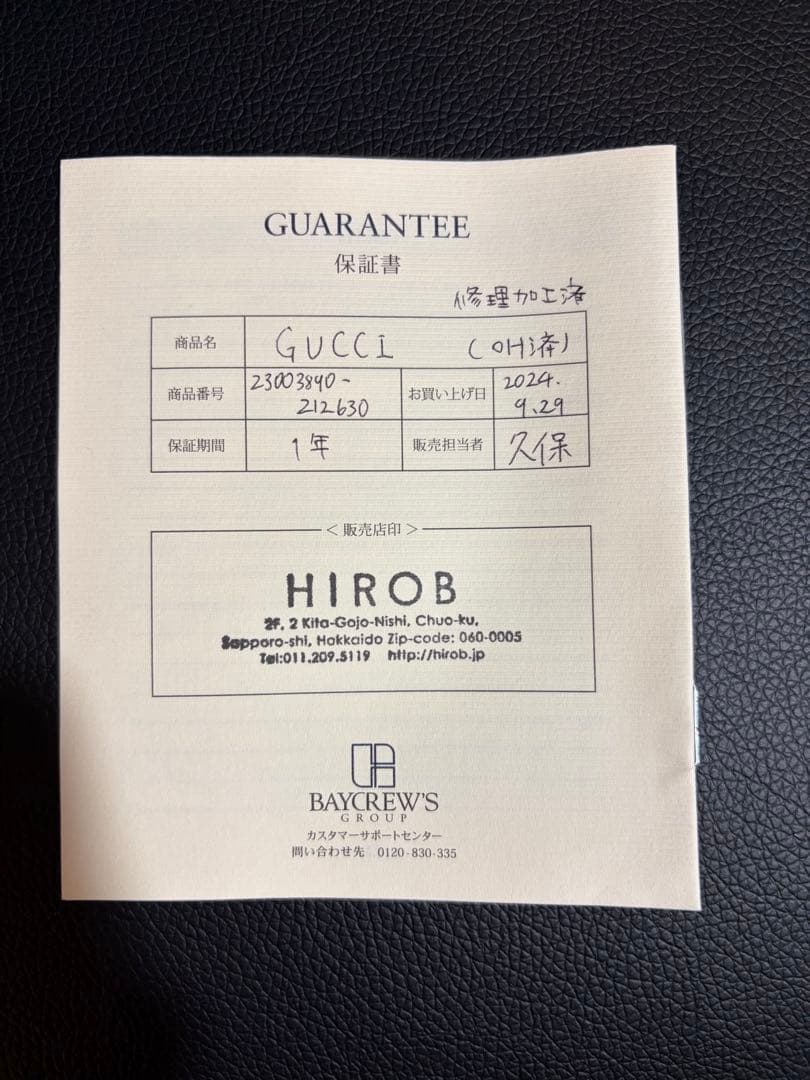 GUARANTEE
保証書
修理加工済
商品名 GUCCI (OH済)
商品番号 23003890-212630 お買い上げ日 2024.9.29
保証期間 1年 販売担当者 久保
<販売店印>
HIROB
2F, 2 Kita-Gojo-Nishi, Chuo-ku,
Sapporo-shi, Hokkaido Zip-code: 060-0005
Tel:011.209.5119 http://hirob.jp
BAYCREW'S
GROUP
カスタマーサポートセンター
問い合わせ先 0120-830-335